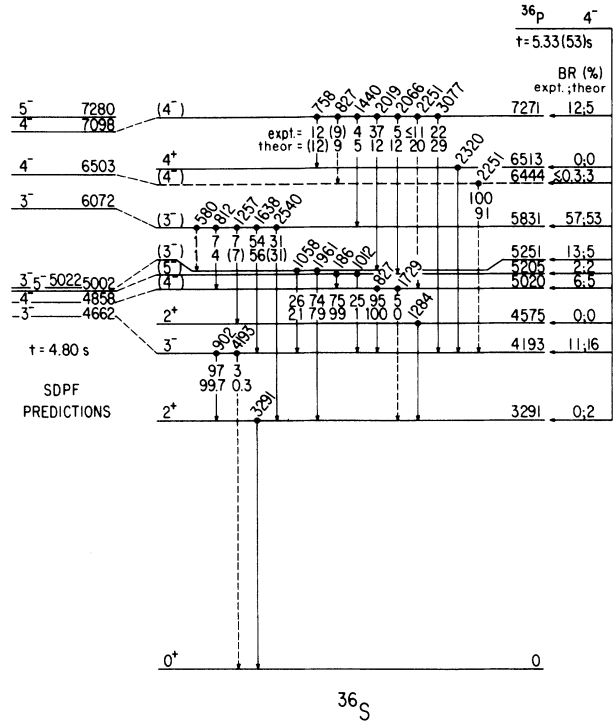 ³⁶P 4⁻
t=5.33(53)s
BR (%)
expt.;theor
758 827 1440 2019 2066 2251 3077
5⁻ 7280 (4⁻) 7271 12;5
4⁻ 7098
expt.= 12 (9) 4 37 5 ≤11 22
theor=(12) 9 5 12 12 20 29
2320
4⁺ 6513 0;0
4⁻ 6503 (4⁻) 2251 6444 ≤0.3;3
100
91
3⁻ 6072
580 812 1257 1638 2540
(3⁻) 5831 57;53
1 7 7 54 31
1 4 (7) 56 (31)
1058 1961 186 1012
(3⁻) 5251 13;5
(5⁻) 5205 2;2
827 1729
3⁻ 5⁻ 5022 5002 (4⁻) 5020 6;5
4⁻ 4858
3⁻ 4662
26 74 75 25 95 5
21 79 99 1 100 0
1284
2⁺ 4575 0;0
902 4193
3⁻ 4193 11;16
t = 4.80 s
97 3
99.7 0.3
SDPF
PREDICTIONS
3291
2⁺ 3291 0;2
0⁺ 0
³⁶S